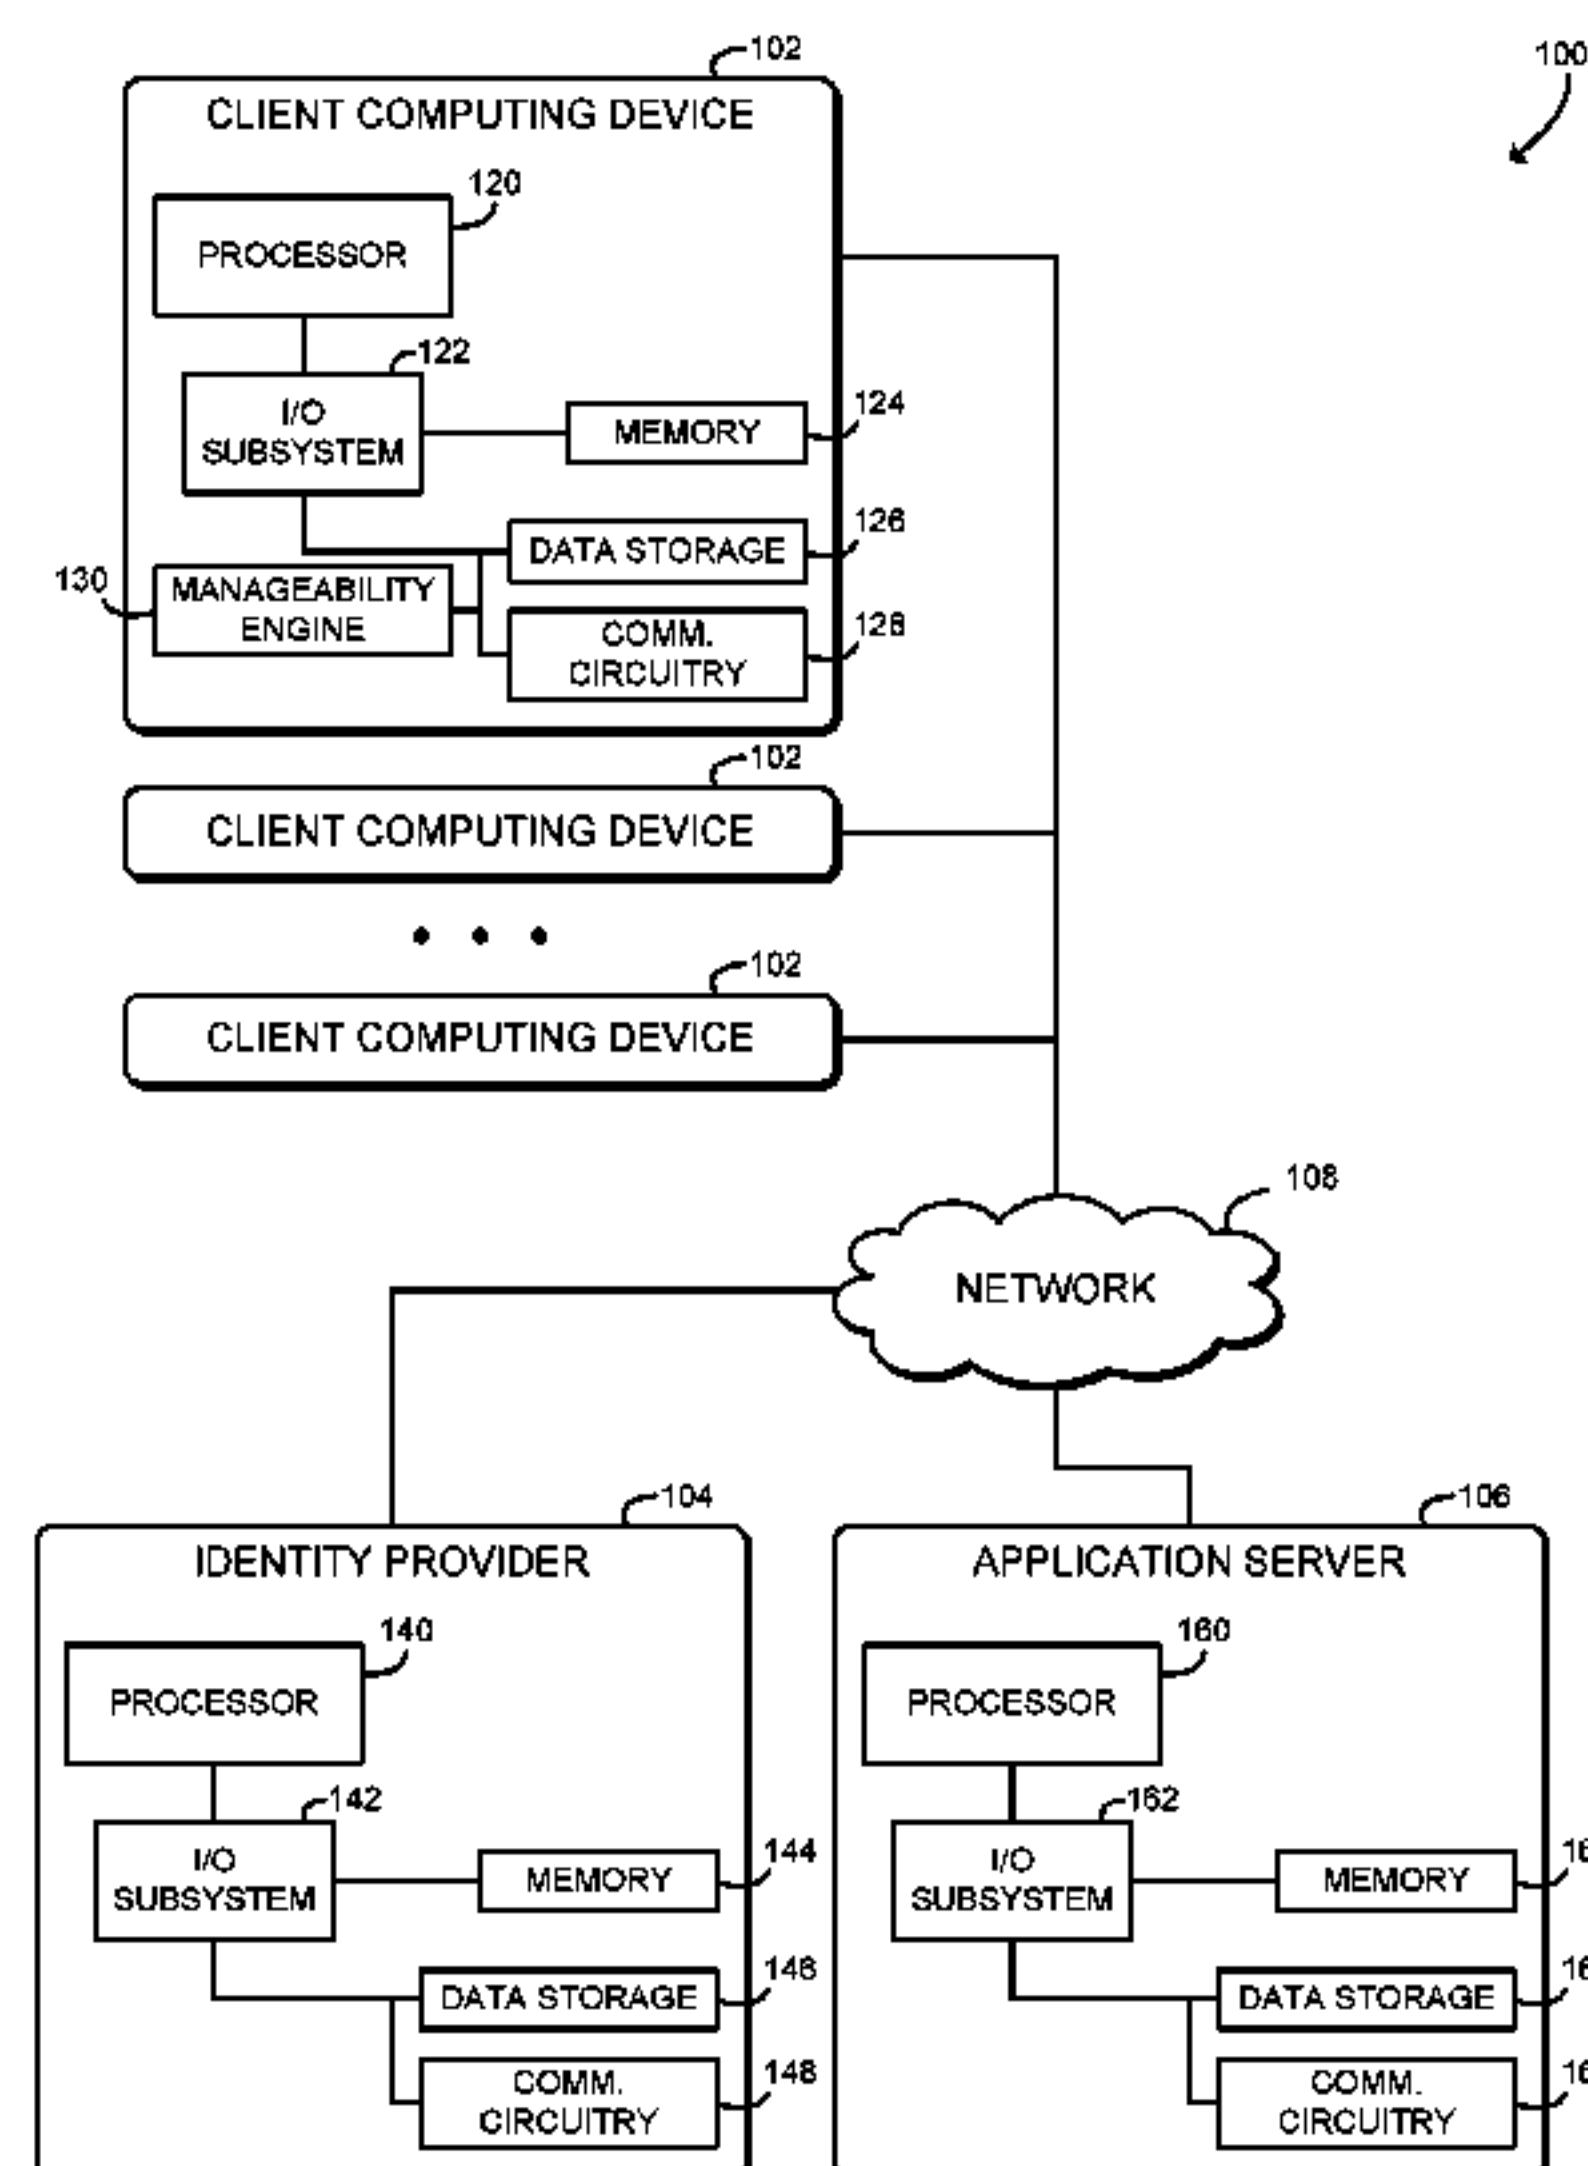 102
100
CLIENT COMPUTING DEVICE
120
PROCESSOR
122
I/O
SUBSYSTEM
124
MEMORY
126
DATA STORAGE
130
MANAGEABILITY
ENGINE
128
COMM.
CIRCUITRY
102
CLIENT COMPUTING DEVICE
102
CLIENT COMPUTING DEVICE
108
NETWORK
104
IDENTITY PROVIDER
140
PROCESSOR
142
I/O
SUBSYSTEM
144
MEMORY
146
DATA STORAGE
148
COMM.
CIRCUITRY
106
APPLICATION SERVER
160
PROCESSOR
162
I/O
SUBSYSTEM
MEMORY
DATA STORAGE
COMM.
CIRCUITRY